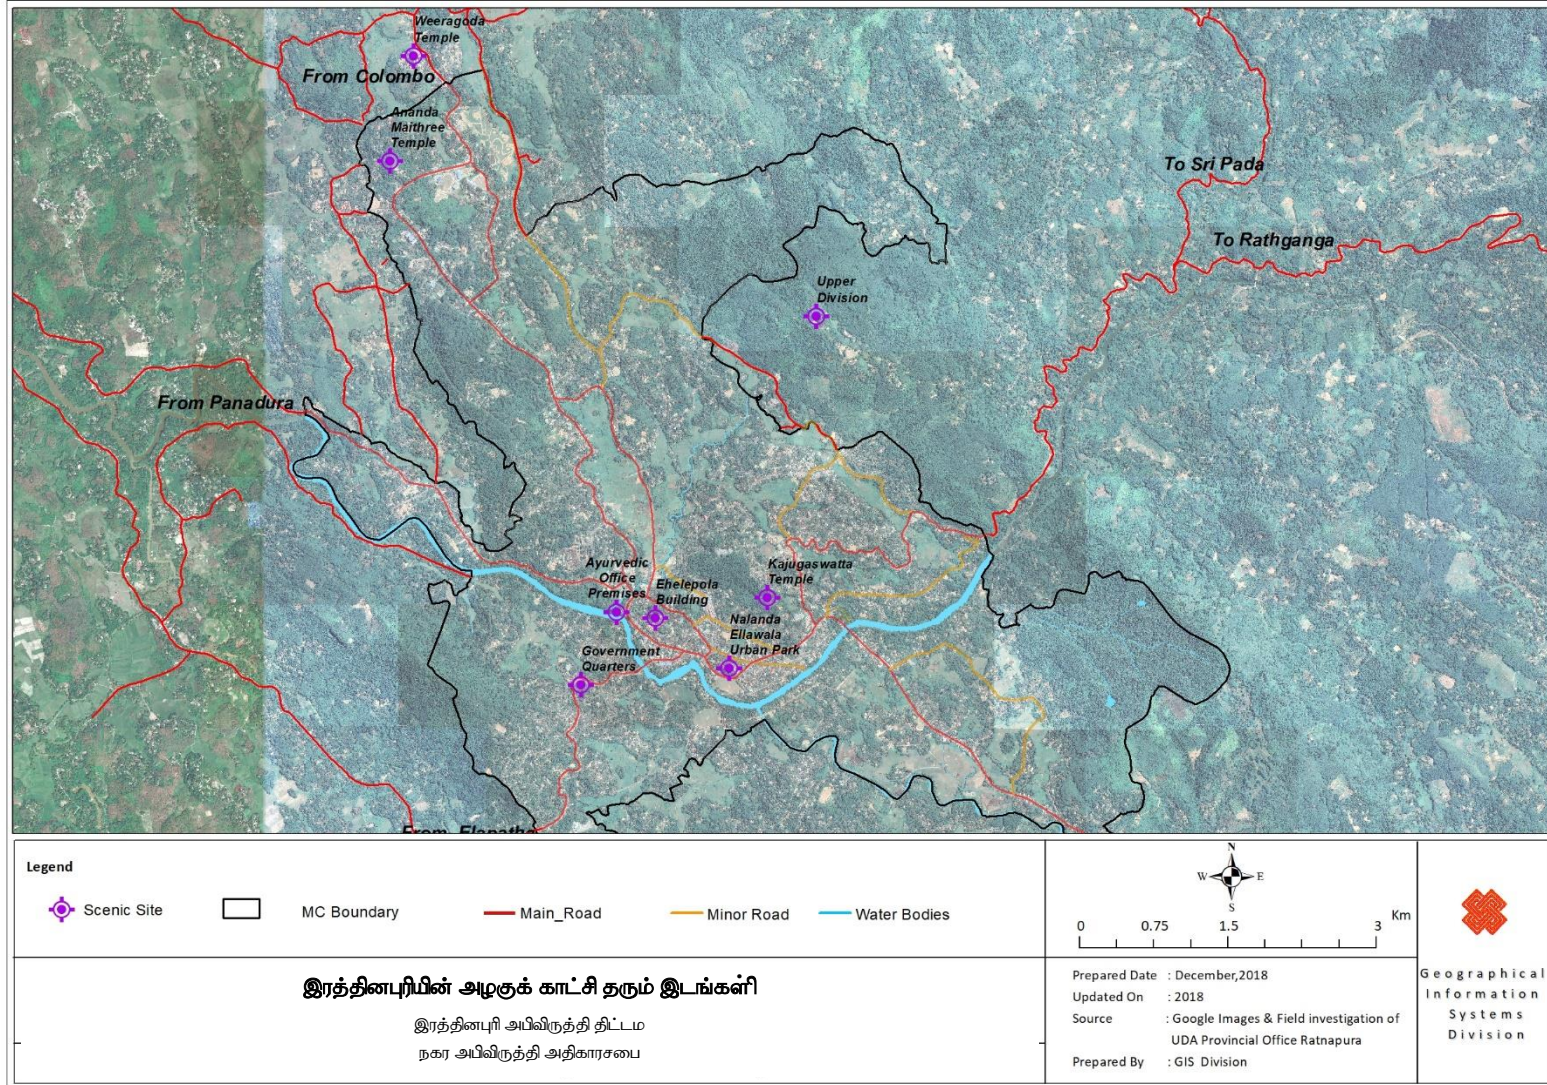 Weeragoda
Temple
From Colombo
Ananda
Maithree
Temple
To Sri Pada
To Rathganga
Upper
Division
From Panadura
Ayurvedic
Office
Premises
Ehelepola
Building
Kajugaswatta
Temple
Nalanda
Ellawala
Urban Park
Government
Quarters
From Elapatha
Legend
Scenic Site
MC Boundary
Main_Road
Minor Road
Water Bodies
N
W E
S
0 0.75 1.5 3 Km
இரத்தினபுரியின் அழகுக் காட்சி தரும் இடங்களி
இரத்தினபுரி அபிவிருத்தி திட்டம
நகர அபிவிருத்தி அதிகாரசபை
Prepared Date : December,2018
Updated On : 2018
Source : Google Images & Field investigation of
UDA Provincial Office Ratnapura
Prepared By : GIS Division
Geographical
Information
Systems
Division